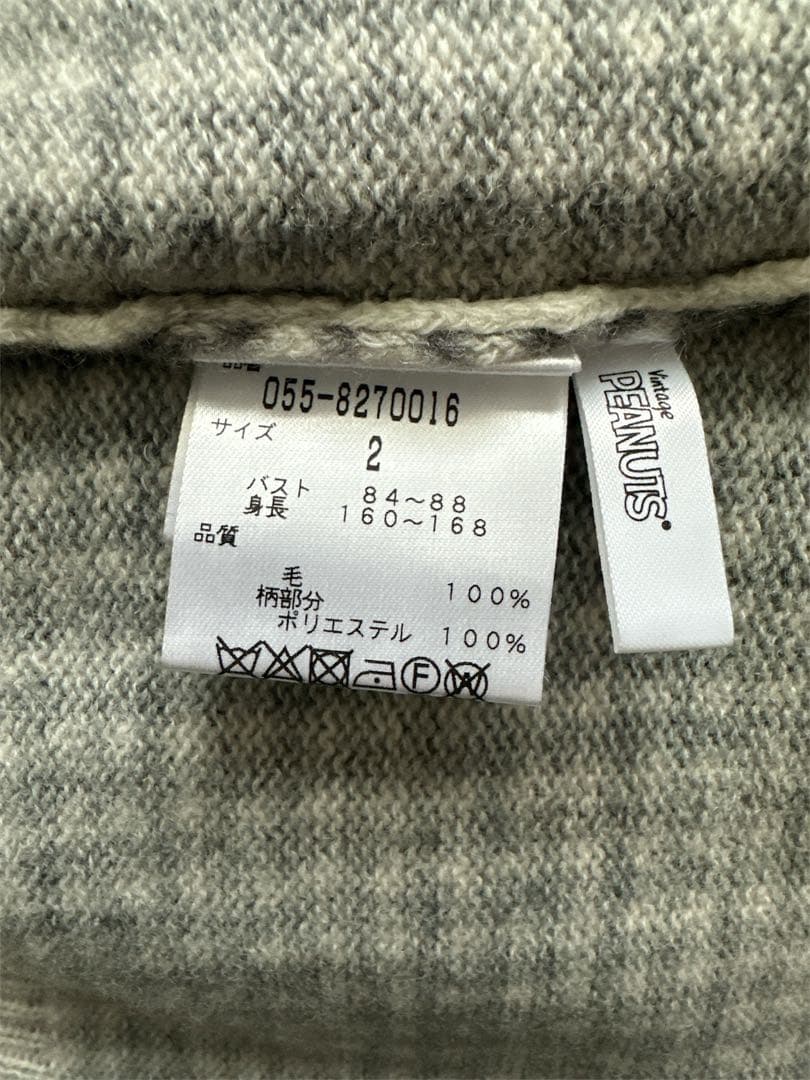 055-8270016
サイズ
2
バスト 84～88
身長 160～168
品質
毛 100%
柄部分
ポリエステル 100%
F
W
Vintage
PEANUTS